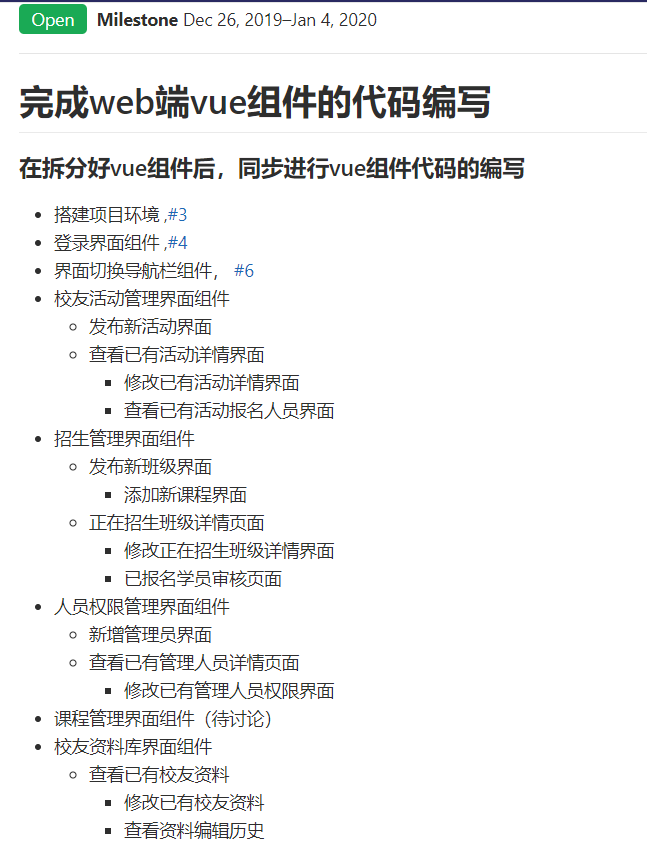 Open Milestone Dec 26, 2019–Jan 4, 2020
完成web端vue组件的代码编写
在拆分好vue组件后，同步进行vue组件代码的编写
搭建项目环境 ,#3
登录界面组件 ,#4
界面切换导航栏组件， #6
校友活动管理界面组件
发布新活动界面
查看已有活动详情界面
修改已有活动详情界面
查看已有活动报名人员界面
招生管理界面组件
发布新班级界面
添加新课程界面
正在招生班级详情页面
修改正在招生班级详情界面
已报名学员审核页面
人员权限管理界面组件
新增管理员界面
查看已有管理人员详情页面
修改已有管理人员权限界面
课程管理界面组件（待讨论）
校友资料库界面组件
查看已有校友资料
修改已有校友资料
查看资料编辑历史